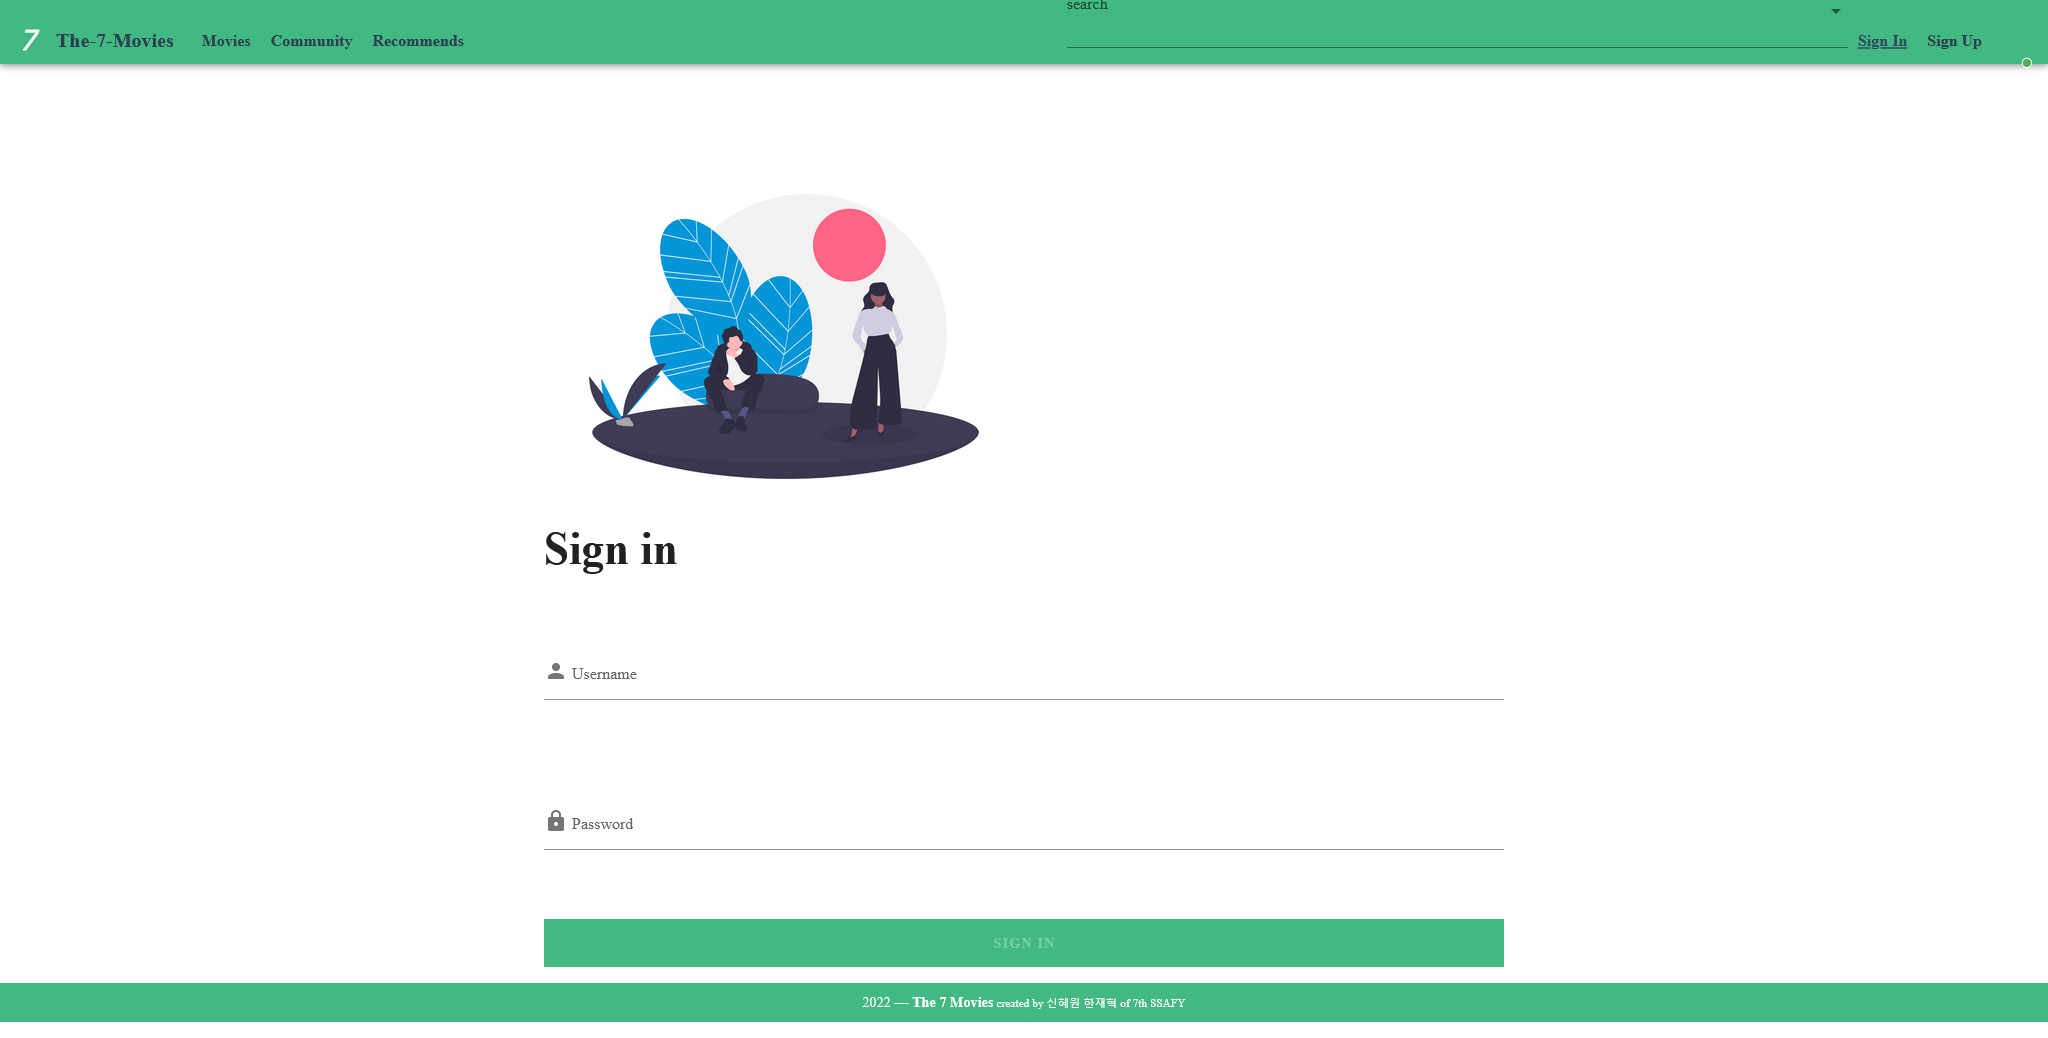 search
7 The-7-Movies Movies Community Recommends Sign In Sign Up
Sign in
Username
Password
SIGN IN
2022 — The 7 Movies created by 신혜원 한재혁 of 7th SSAFY